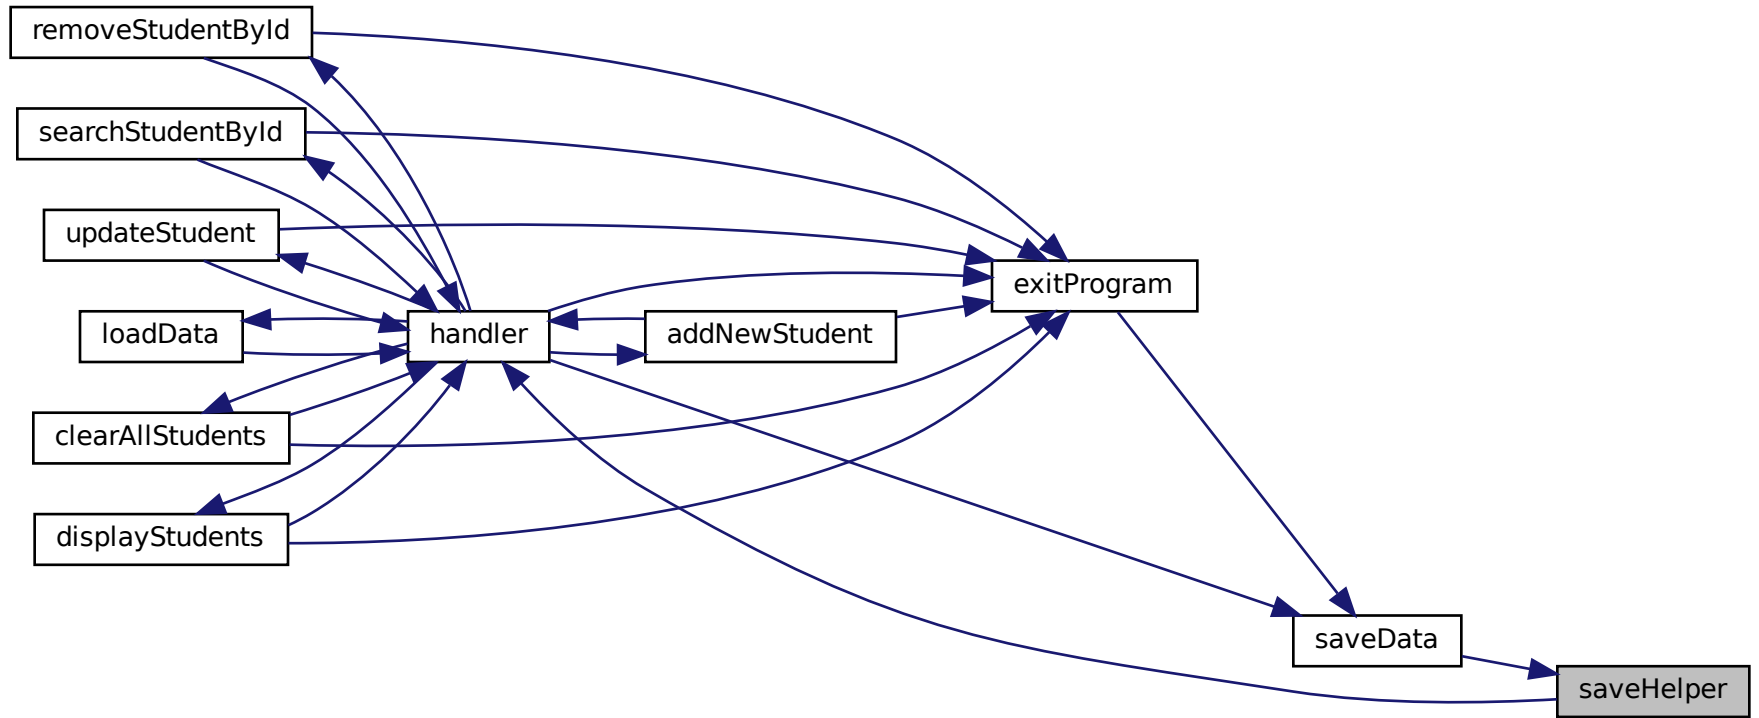 removeStudentById
searchStudentById
updateStudent
exitProgram
loadData
handler
addNewStudent
clearAllStudents
displayStudents
saveData
saveHelper